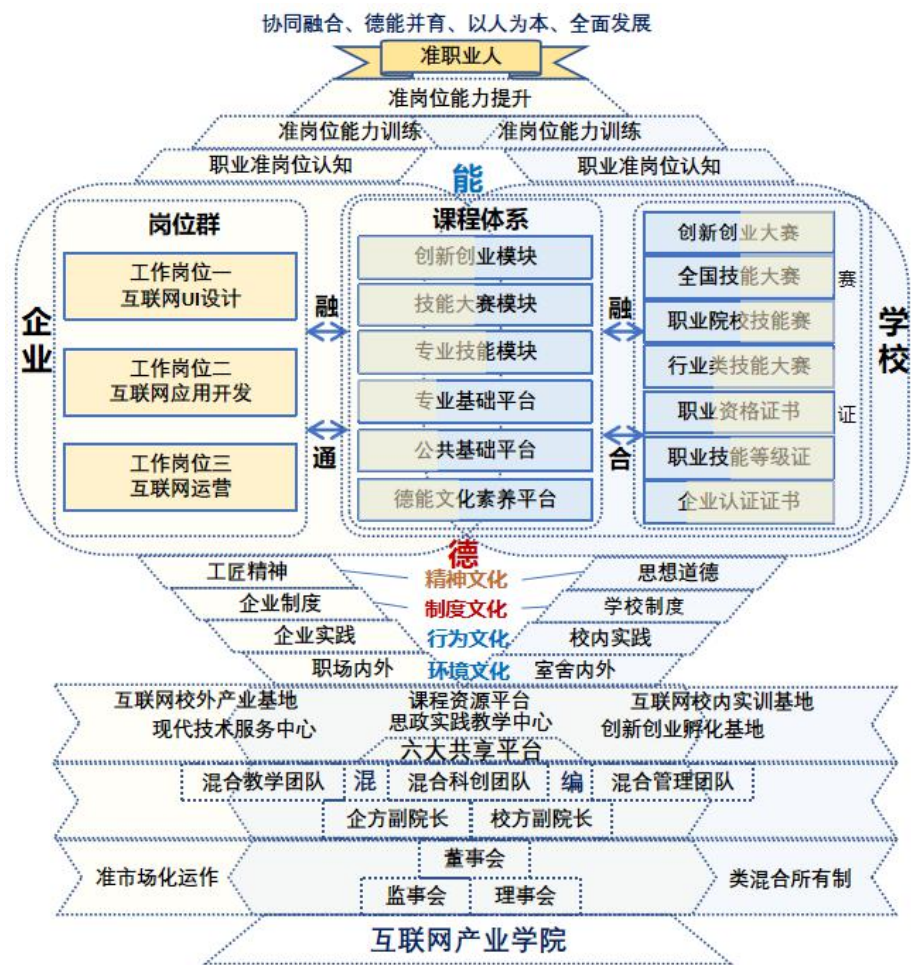 协同融合、德能并育、以人为本、全面发展
准职业人
准岗位能力提升
准岗位能力训练 准岗位能力训练
职业准岗位认知 能 职业准岗位认知
企业
岗位群
工作岗位一
互联网UI设计
工作岗位二
互联网应用开发
工作岗位三
互联网运营
融
通
课程体系
创新创业模块
技能大赛模块
专业技能模块
专业基础平台
公共基础平台
德能文化素养平台
融
合
创新创业大赛
全国技能大赛
职业院校技能赛
行业类技能大赛
职业资格证书
职业技能等级证
企业认证证书
赛
证
学校
德
工匠精神 精神文化 思想道德
企业制度 制度文化 学校制度
企业实践 行为文化 校内实践
职场内外 环境文化 室舍内外
互联网校外产业基地 课程资源平台 互联网校内实训基地
现代技术服务中心 思政实践教学中心 创新创业孵化基地
六大共享平台
混合教学团队 混 混合科创团队 编 混合管理团队
企方副院长 校方副院长
董事会
准市场化运作 类混合所有制
监事会 理事会
互联网产业学院